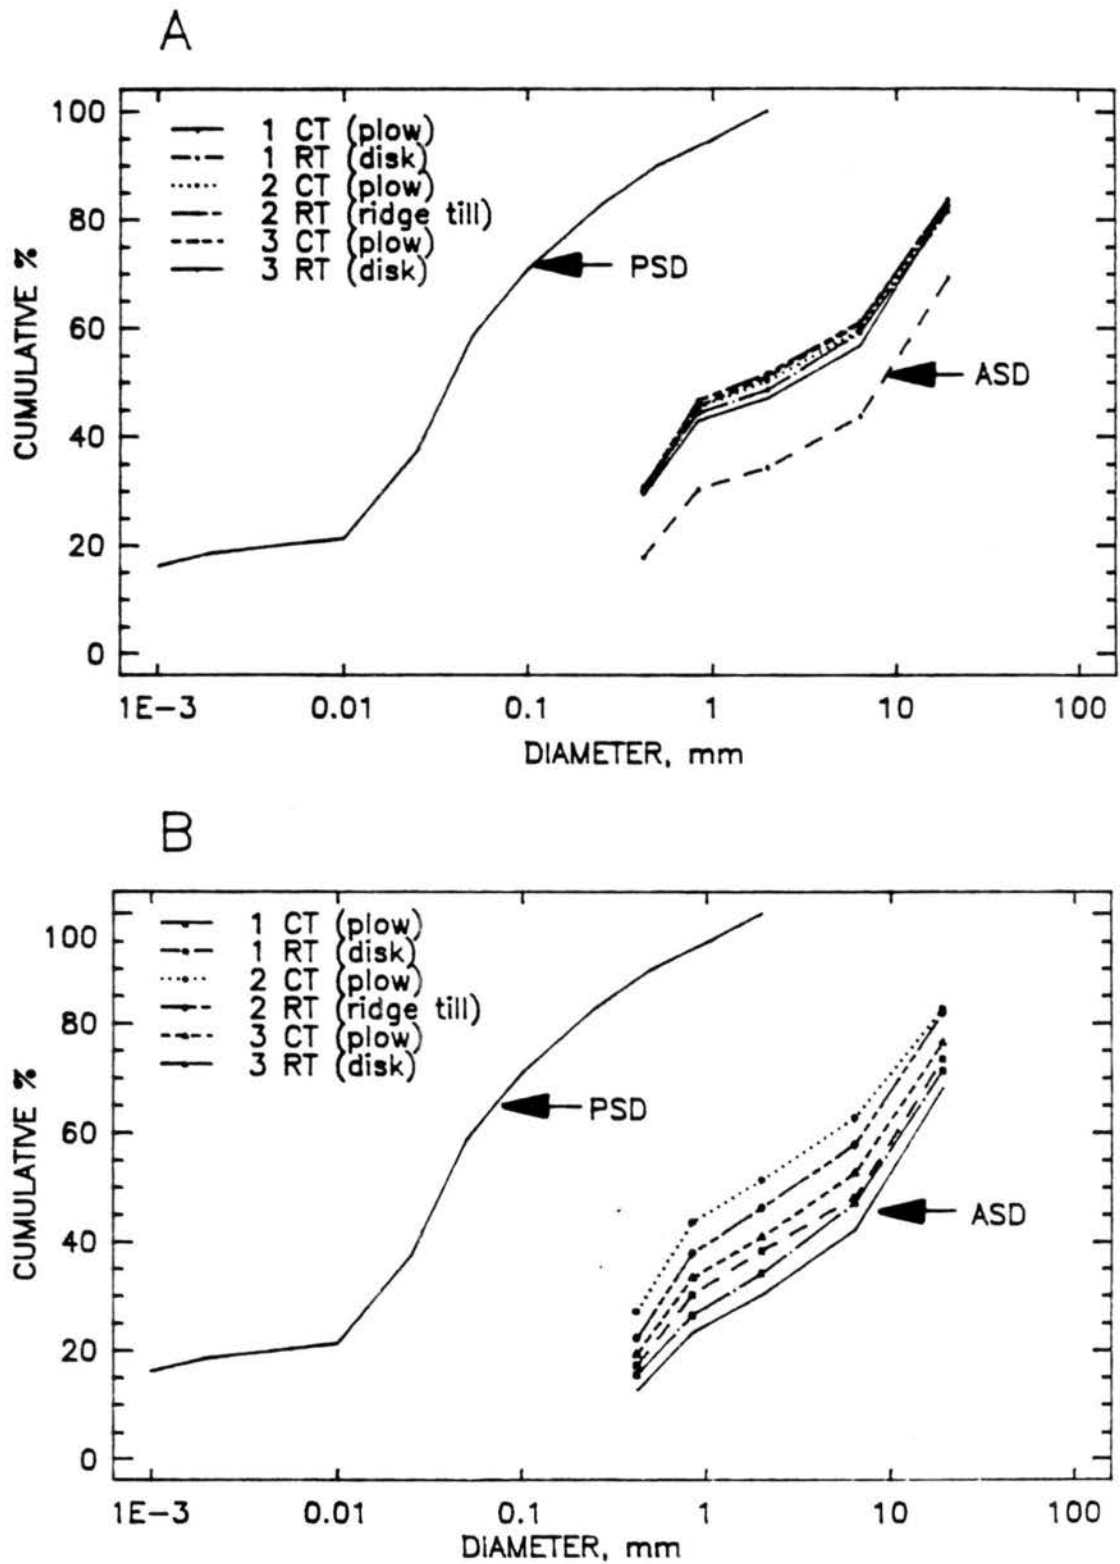 A
100
80
60
40
20
0
CUMULATIVE %
1 CT (plow)
1 RT (disk)
2 CT (plow)
2 RT (ridge till)
3 CT (plow)
3 RT (disk)
PSD
ASD
1E-3 0.01 0.1 1 10 100
DIAMETER, mm
B
100
80
60
40
20
0
CUMULATIVE %
1 CT (plow)
1 RT (disk)
2 CT (plow)
2 RT (ridge till)
3 CT (plow)
3 RT (disk)
PSD
ASD
1E-3 0.01 0.1 1 10 100
DIAMETER, mm